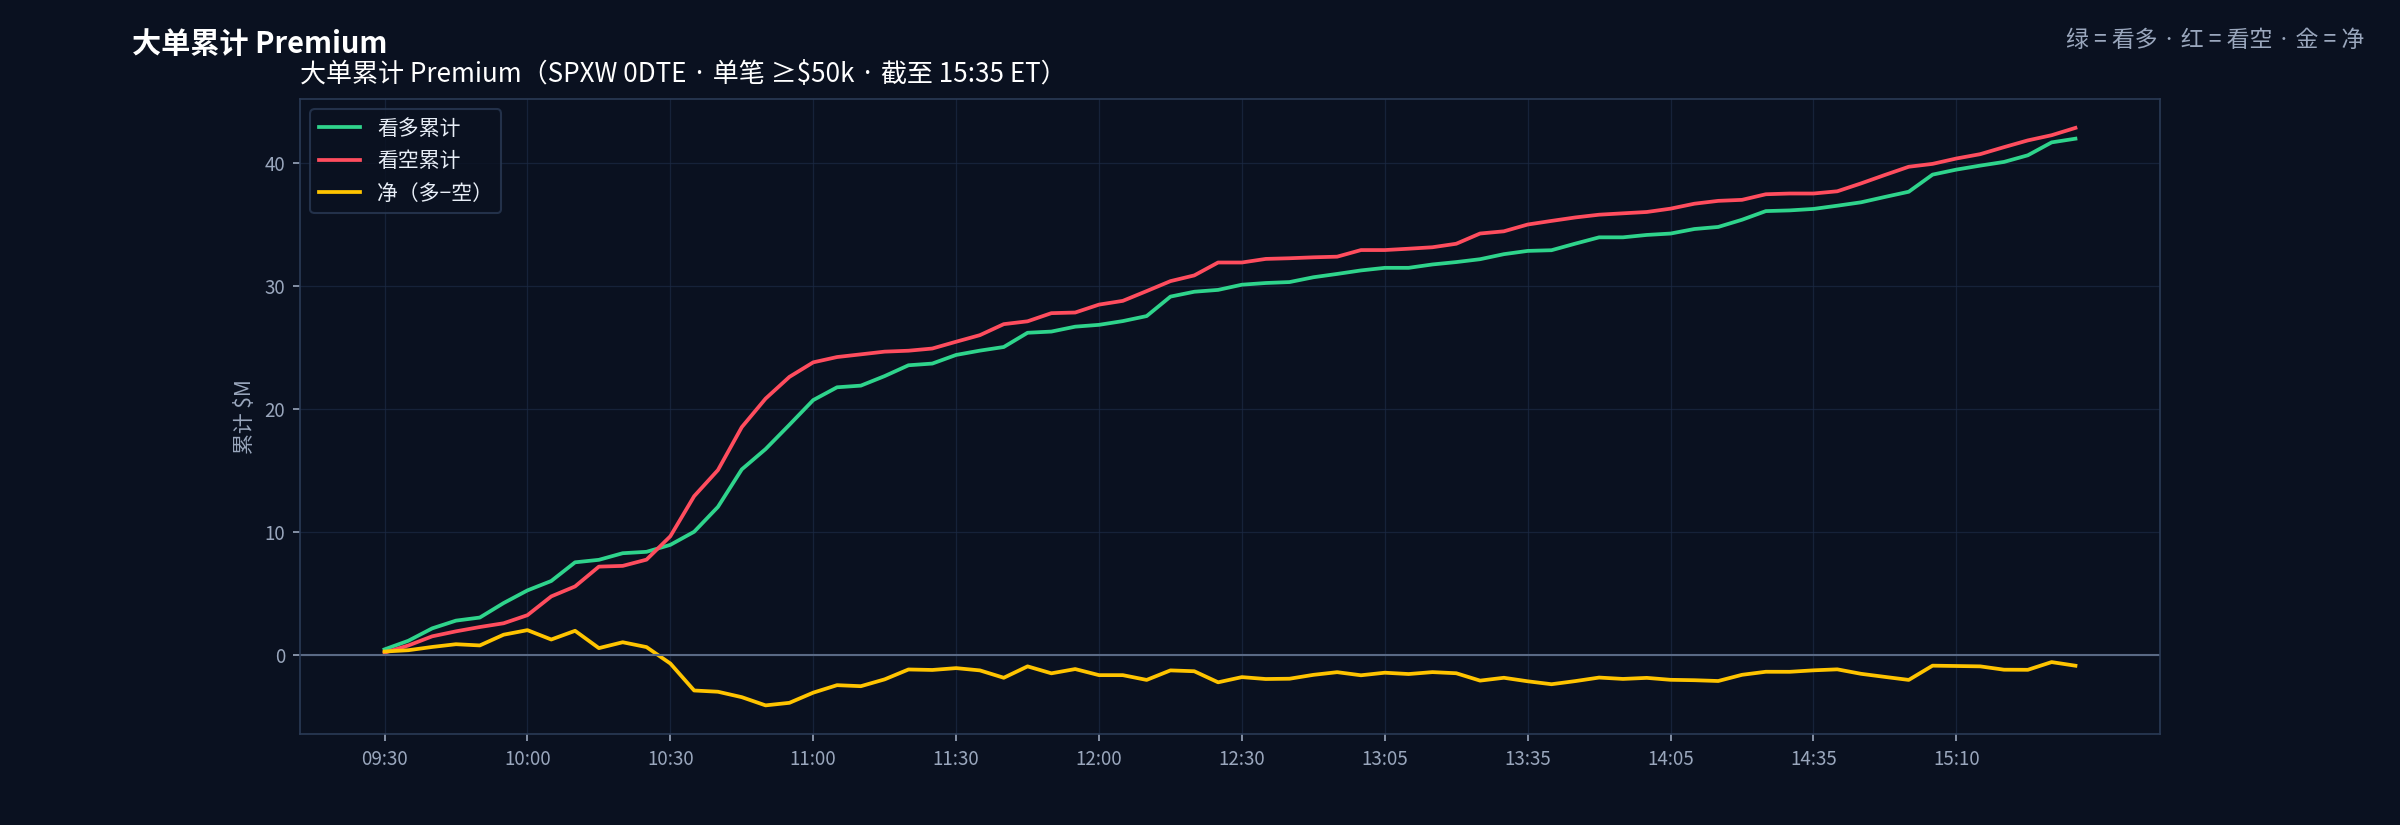 大单累计 Premium
绿 = 看多 · 红 = 看空 · 金 = 净
大单累计 Premium（SPXW 0DTE · 单笔 ≥$50k · 截至 15:35 ET）
看多累计
看空累计
净（多−空）
累计 $M
40
30
20
10
0
09:30
10:00
10:30
11:00
11:30
12:00
12:30
13:05
13:35
14:05
14:35
15:10